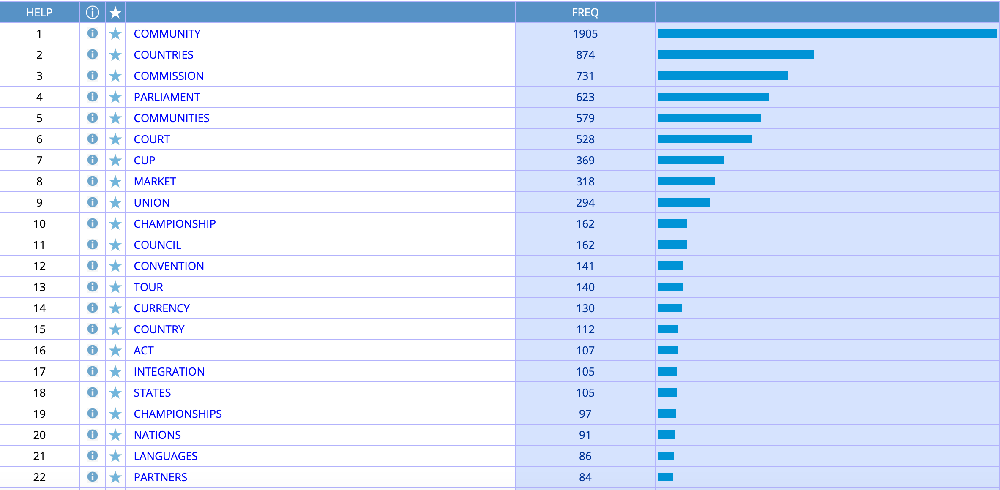 HELP FREQ
1 COMMUNITY 1905
2 COUNTRIES 874
3 COMMISSION 731
4 PARLIAMENT 623
5 COMMUNITIES 579
6 COURT 528
7 CUP 369
8 MARKET 318
9 UNION 294
10 CHAMPIONSHIP 162
11 COUNCIL 162
12 CONVENTION 141
13 TOUR 140
14 CURRENCY 130
15 COUNTRY 112
16 ACT 107
17 INTEGRATION 105
18 STATES 105
19 CHAMPIONSHIPS 97
20 NATIONS 91
21 LANGUAGES 86
22 PARTNERS 84